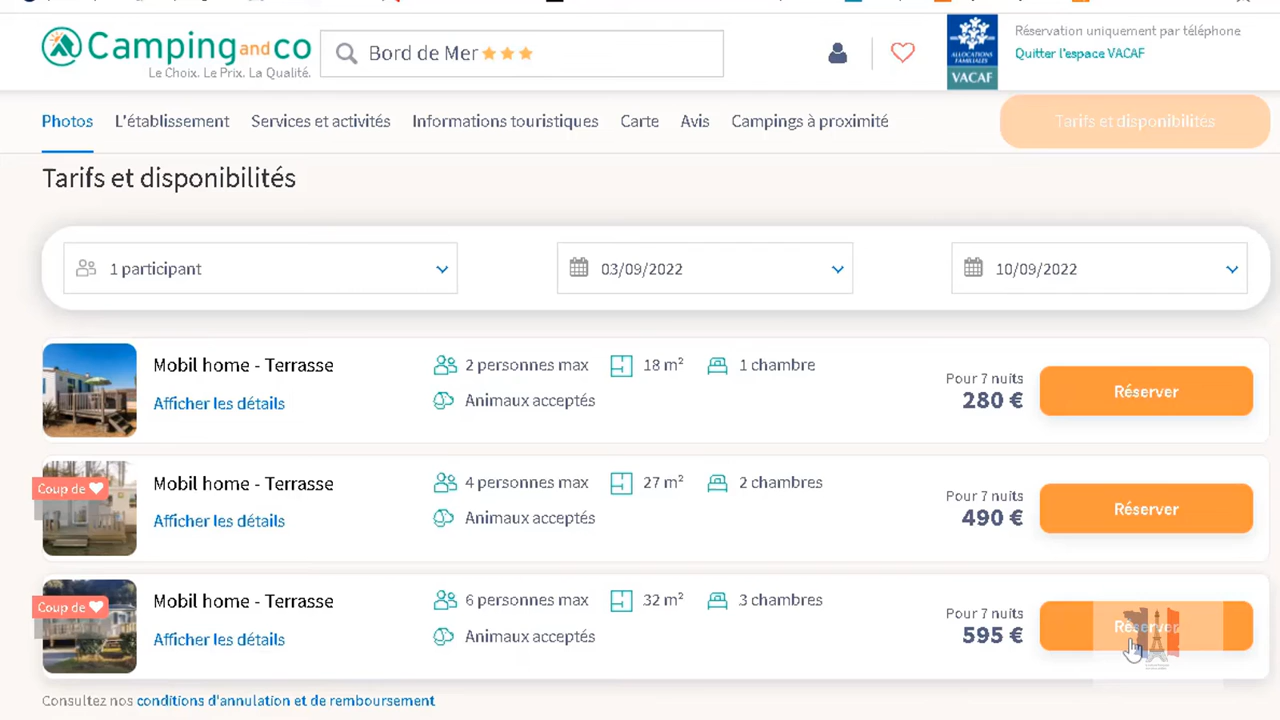 Camping and co
Le Choix. Le Prix. La Qualité.
Bord de Mer
ALLOCATIONS
FAMILIALES
VACAF
Réservation uniquement par téléphone
Quitter l'espace VACAF
Photos L'établissement Services et activités Informations touristiques Carte Avis Campings à proximité Tarifs et disponibilités
Tarifs et disponibilités
1 participant 03/09/2022 10/09/2022
Mobil home - Terrasse 2 personnes max 18 m² 1 chambre
Afficher les détails Animaux acceptés
Pour 7 nuits
280 €
Réserver
Coup de
Mobil home - Terrasse 4 personnes max 27 m² 2 chambres
Afficher les détails Animaux acceptés
Pour 7 nuits
490 €
Réserver
Coup de
Mobil home - Terrasse 6 personnes max 32 m² 3 chambres
Afficher les détails Animaux acceptés
Pour 7 nuits
595 €
Réserver
Consultez nos conditions d'annulation et de remboursement